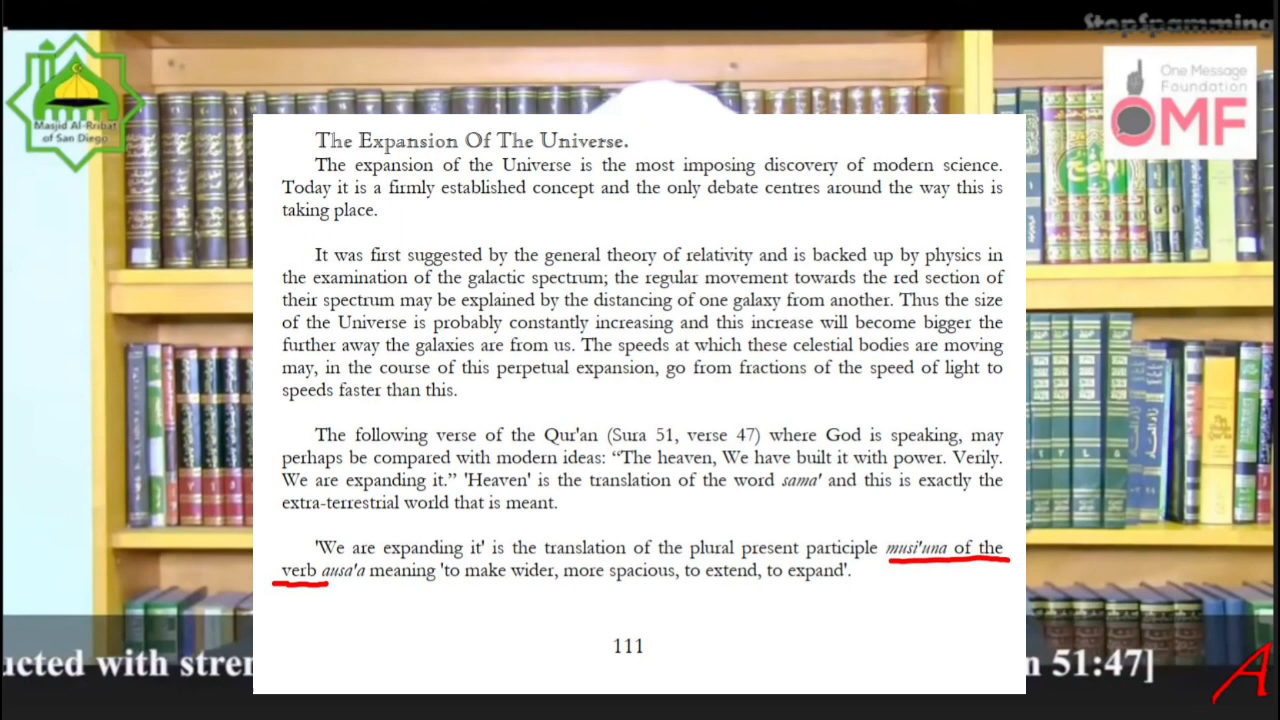 StopSpamming
Masjid Al-Rribat
of San Diego
One Message
Foundation
OMF
The Expansion Of The Universe.
The expansion of the Universe is the most imposing discovery of modern science.
Today it is a firmly established concept and the only debate centres around the way this is
taking place.
It was first suggested by the general theory of relativity and is backed up by physics in
the examination of the galactic spectrum; the regular movement towards the red section of
their spectrum may be explained by the distancing of one galaxy from another. Thus the size
of the Universe is probably constantly increasing and this increase will become bigger the
further away the galaxies are from us. The speeds at which these celestial bodies are moving
may, in the course of this perpetual expansion, go from fractions of the speed of light to
speeds faster than this.
The following verse of the Qur'an (Sura 51, verse 47) where God is speaking, may
perhaps be compared with modern ideas: “The heaven, We have built it with power. Verily.
We are expanding it.” 'Heaven' is the translation of the word sama' and this is exactly the
extra-terrestrial world that is meant.
'We are expanding it' is the translation of the plural present participle musi'una of the
verb ausa'a meaning 'to make wider, more spacious, to extend, to expand'.
111
ucted with stren
n 51:47]
A